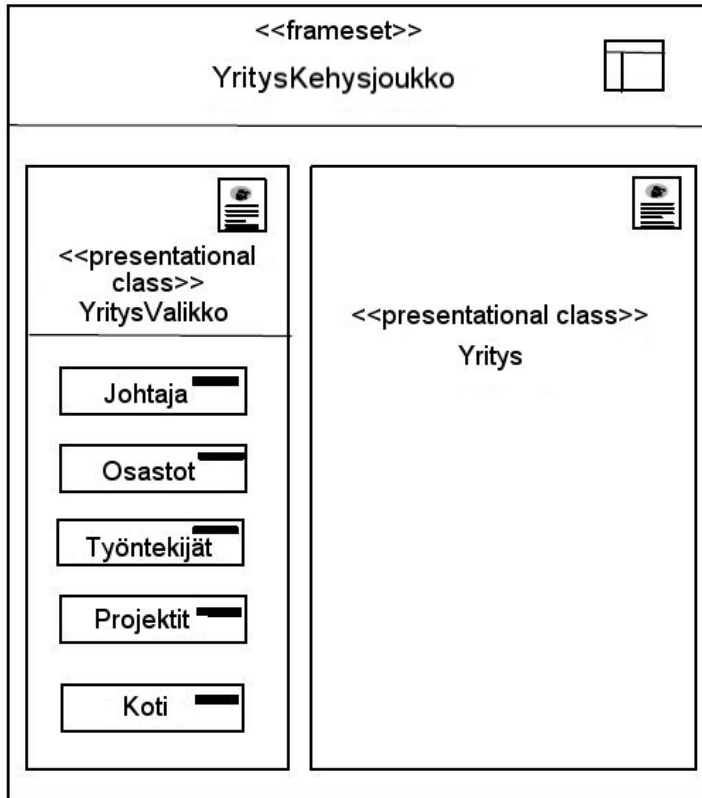 <<frameset>>
YritysKehysjoukko
<<presentational
class>>
YritysValikko
Johtaja
Osastot
Työntekijät
Projektit
Koti
<<presentational class>>
Yritys